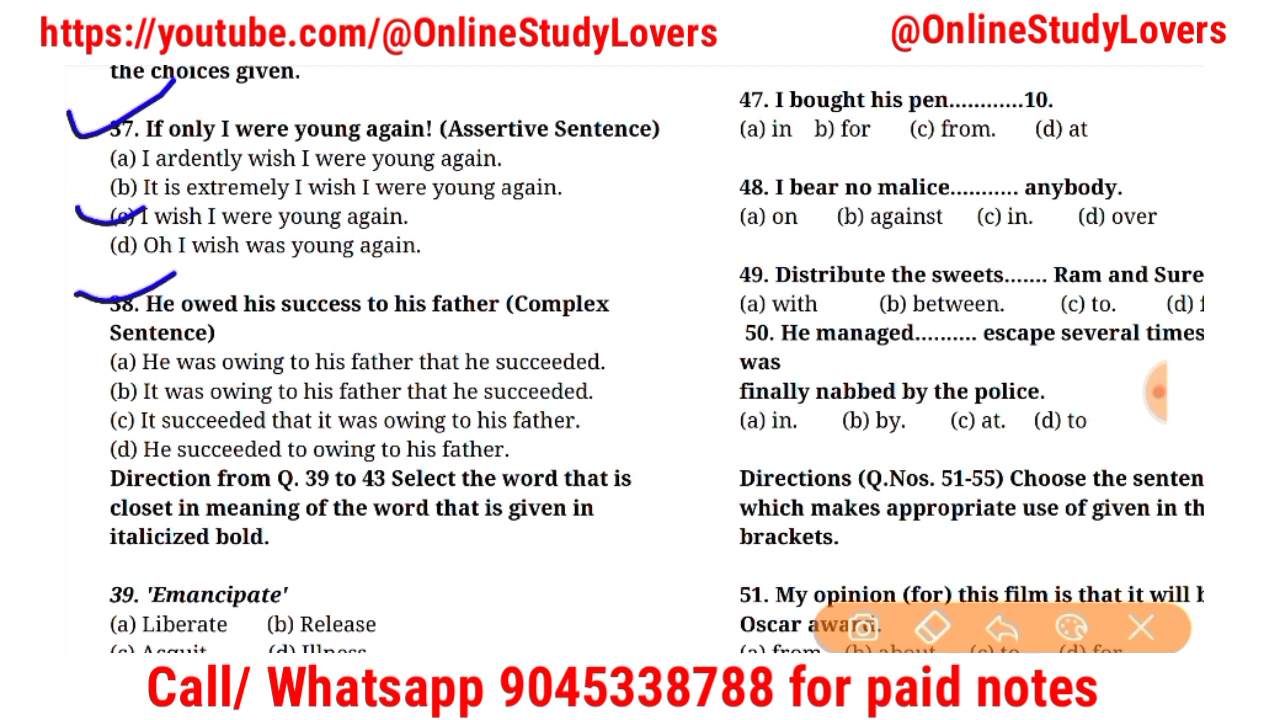 https://youtube.com/@OnlineStudyLovers
@OnlineStudyLovers
the choices given.
37. If only I were young again! (Assertive Sentence)
(a) I ardently wish I were young again.
(b) It is extremely I wish I were young again.
(c) I wish I were young again.
(d) Oh I wish was young again.
38. He owed his success to his father (Complex
Sentence)
(a) He was owing to his father that he succeeded.
(b) It was owing to his father that he succeeded.
(c) It succeeded that it was owing to his father.
(d) He succeeded to owing to his father.
Direction from Q. 39 to 43 Select the word that is
closet in meaning of the word that is given in
italicized bold.
39. 'Emancipate'
(a) Liberate (b) Release
(c) Acquit (d) Illness
47. I bought his pen............10.
(a) in b) for (c) from. (d) at
48. I bear no malice........... anybody.
(a) on (b) against (c) in. (d) over
49. Distribute the sweets....... Ram and Sure
(a) with (b) between. (c) to. (d)
50. He managed.......... escape several times
was
finally nabbed by the police.
(a) in. (b) by. (c) at. (d) to
Directions (Q.Nos. 51-55) Choose the senten
which makes appropriate use of given in th
brackets.
51. My opinion (for) this film is that it will
Oscar award.
(a) from (b) about (c) to (d) for
Call/ Whatsapp 9045338788 for paid notes